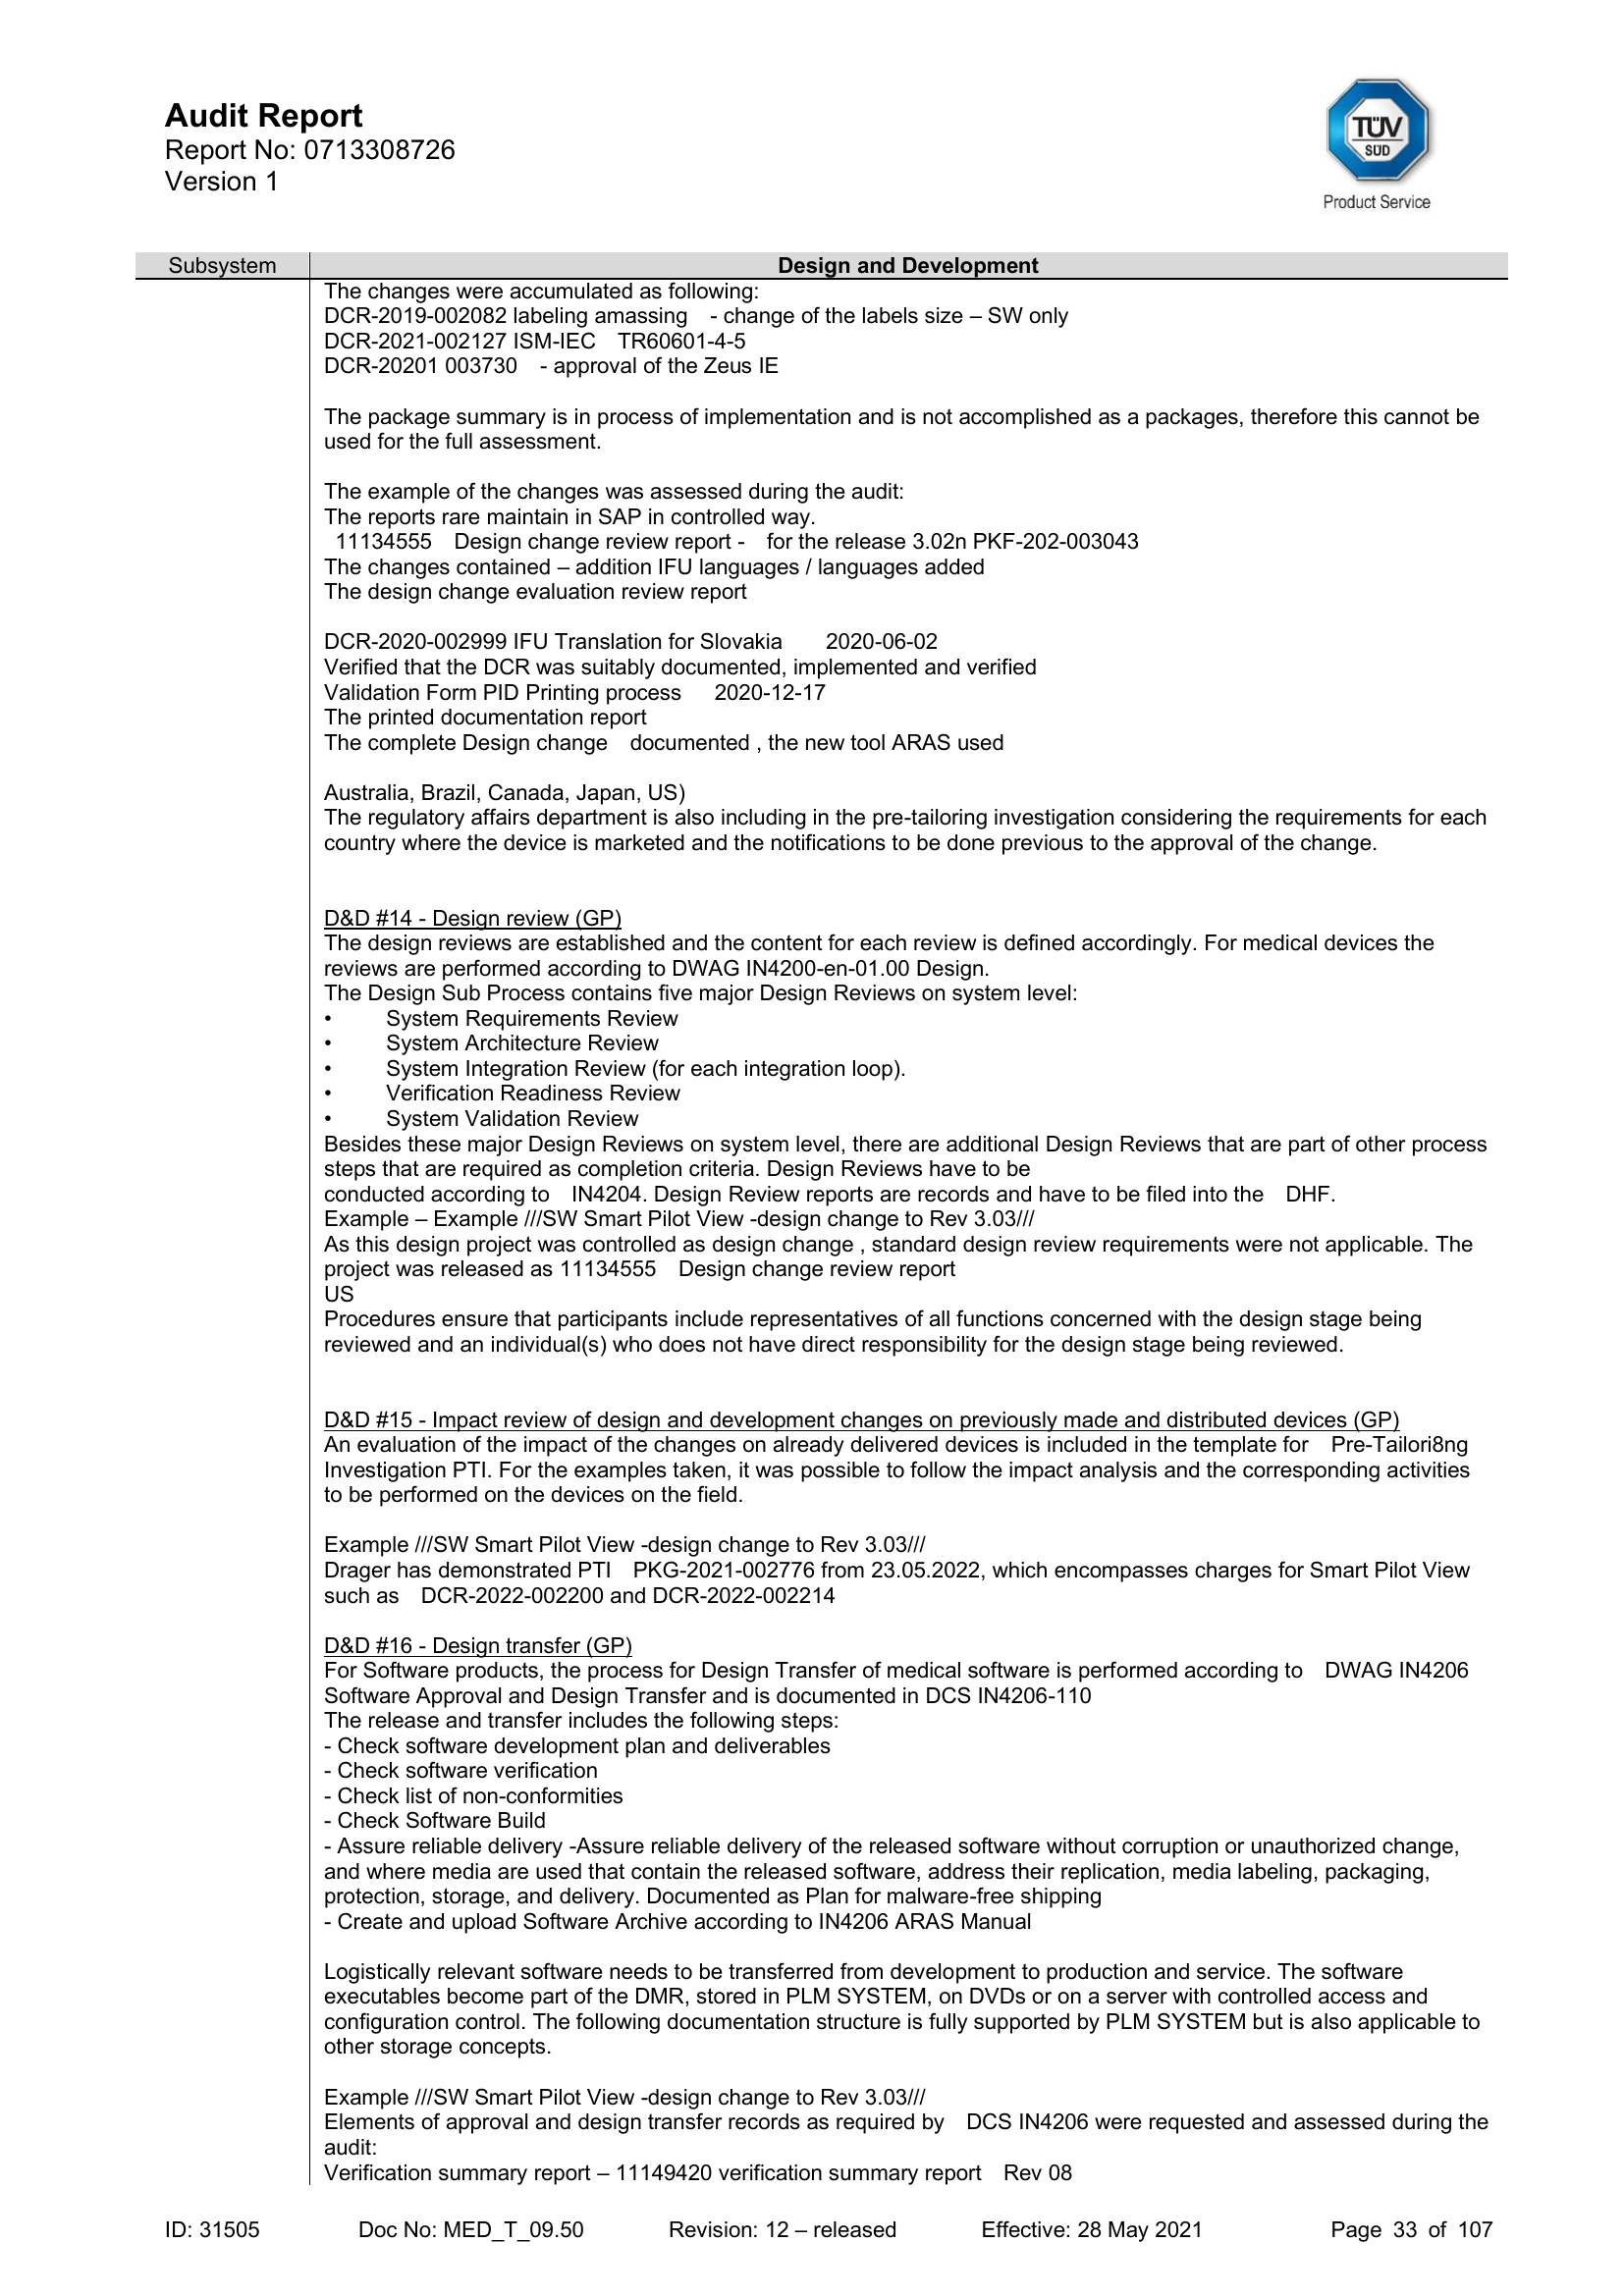 Audit Report
Report No: 0713308726
Version 1
TÜV
SÜD
Product Service
Subsystem Design and Development
The changes were accumulated as following:
DCR-2019-002082 labeling amassing - change of the labels size – SW only
DCR-2021-002127 ISM-IEC TR60601-4-5
DCR-20201 003730 - approval of the Zeus IE
The package summary is in process of implementation and is not accomplished as a packages, therefore this cannot be
used for the full assessment.
The example of the changes was assessed during the audit:
The reports rare maintain in SAP in controlled way.
11134555 Design change review report - for the release 3.02n PKF-202-003043
The changes contained – addition IFU languages / languages added
The design change evaluation review report
DCR-2020-002999 IFU Translation for Slovakia 2020-06-02
Verified that the DCR was suitably documented, implemented and verified
Validation Form PID Printing process 2020-12-17
The printed documentation report
The complete Design change documented , the new tool ARAS used
Australia, Brazil, Canada, Japan, US)
The regulatory affairs department is also including in the pre-tailoring investigation considering the requirements for each
country where the device is marketed and the notifications to be done previous to the approval of the change.
D&D #14 - Design review (GP)
The design reviews are established and the content for each review is defined accordingly. For medical devices the
reviews are performed according to DWAG IN4200-en-01.00 Design.
The Design Sub Process contains five major Design Reviews on system level:
• System Requirements Review
• System Architecture Review
• System Integration Review (for each integration loop).
• Verification Readiness Review
• System Validation Review
Besides these major Design Reviews on system level, there are additional Design Reviews that are part of other process
steps that are required as completion criteria. Design Reviews have to be
conducted according to IN4204. Design Review reports are records and have to be filed into the DHF.
Example – Example ///SW Smart Pilot View -design change to Rev 3.03///
As this design project was controlled as design change , standard design review requirements were not applicable. The
project was released as 11134555 Design change review report
US
Procedures ensure that participants include representatives of all functions concerned with the design stage being
reviewed and an individual(s) who does not have direct responsibility for the design stage being reviewed.
D&D #15 - Impact review of design and development changes on previously made and distributed devices (GP)
An evaluation of the impact of the changes on already delivered devices is included in the template for Pre-Tailori8ng
Investigation PTI. For the examples taken, it was possible to follow the impact analysis and the corresponding activities
to be performed on the devices on the field.
Example ///SW Smart Pilot View -design change to Rev 3.03///
Drager has demonstrated PTI PKG-2021-002776 from 23.05.2022, which encompasses charges for Smart Pilot View
such as DCR-2022-002200 and DCR-2022-002214
D&D #16 - Design transfer (GP)
For Software products, the process for Design Transfer of medical software is performed according to DWAG IN4206
Software Approval and Design Transfer and is documented in DCS IN4206-110
The release and transfer includes the following steps:
- Check software development plan and deliverables
- Check software verification
- Check list of non-conformities
- Check Software Build
- Assure reliable delivery -Assure reliable delivery of the released software without corruption or unauthorized change,
and where media are used that contain the released software, address their replication, media labeling, packaging,
protection, storage, and delivery. Documented as Plan for malware-free shipping
- Create and upload Software Archive according to IN4206 ARAS Manual
Logistically relevant software needs to be transferred from development to production and service. The software
executables become part of the DMR, stored in PLM SYSTEM, on DVDs or on a server with controlled access and
configuration control. The following documentation structure is fully supported by PLM SYSTEM but is also applicable to
other storage concepts.
Example ///SW Smart Pilot View -design change to Rev 3.03///
Elements of approval and design transfer records as required by DCS IN4206 were requested and assessed during the
audit:
Verification summary report – 11149420 verification summary report Rev 08
ID: 31505 Doc No: MED_T_09.50 Revision: 12 – released Effective: 28 May 2021 Page 33 of 107